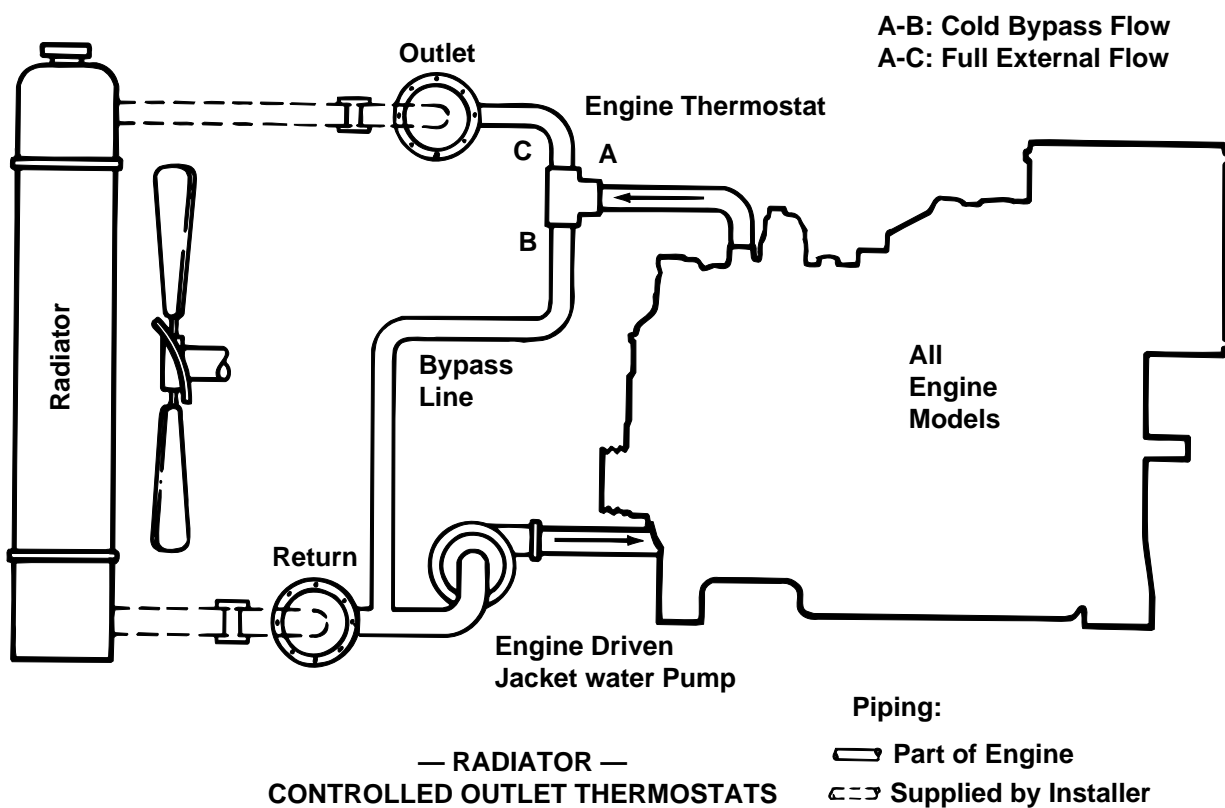 A-B: Cold Bypass Flow
A-C: Full External Flow
Outlet
Engine Thermostat
C
A
B
Radiator
Bypass
Line
All
Engine
Models
Return
Engine Driven
Jacket water Pump
Piping:
Part of Engine
Supplied by Installer
— RADIATOR —
CONTROLLED OUTLET THERMOSTATS